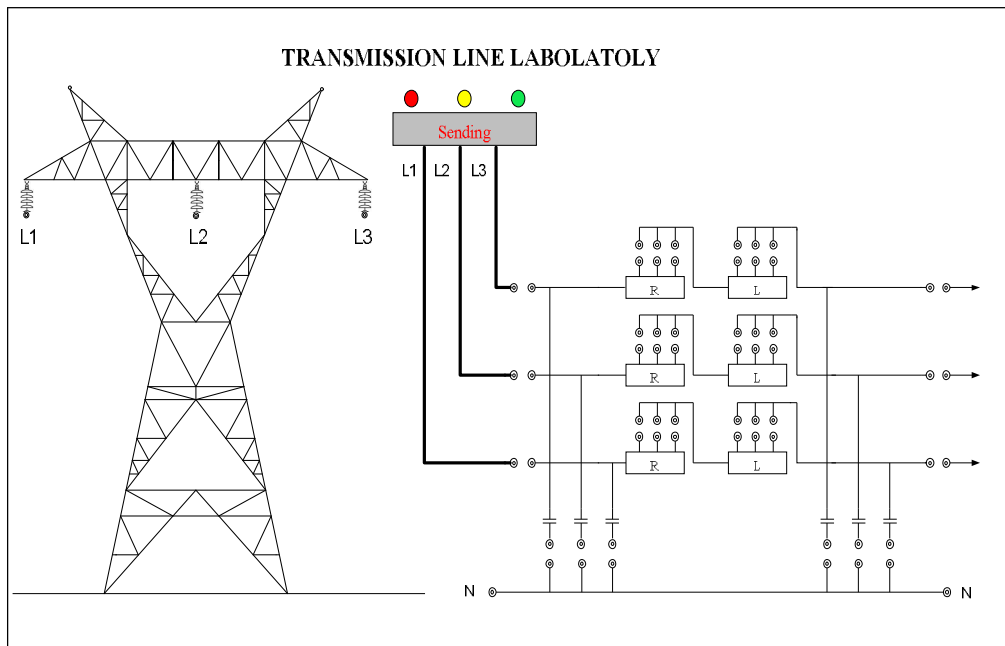 TRANSMISSION LINE LABOLATOLY
Sending
L1 L2 L3
L1 L2 L3
R L
R L
R L
N N